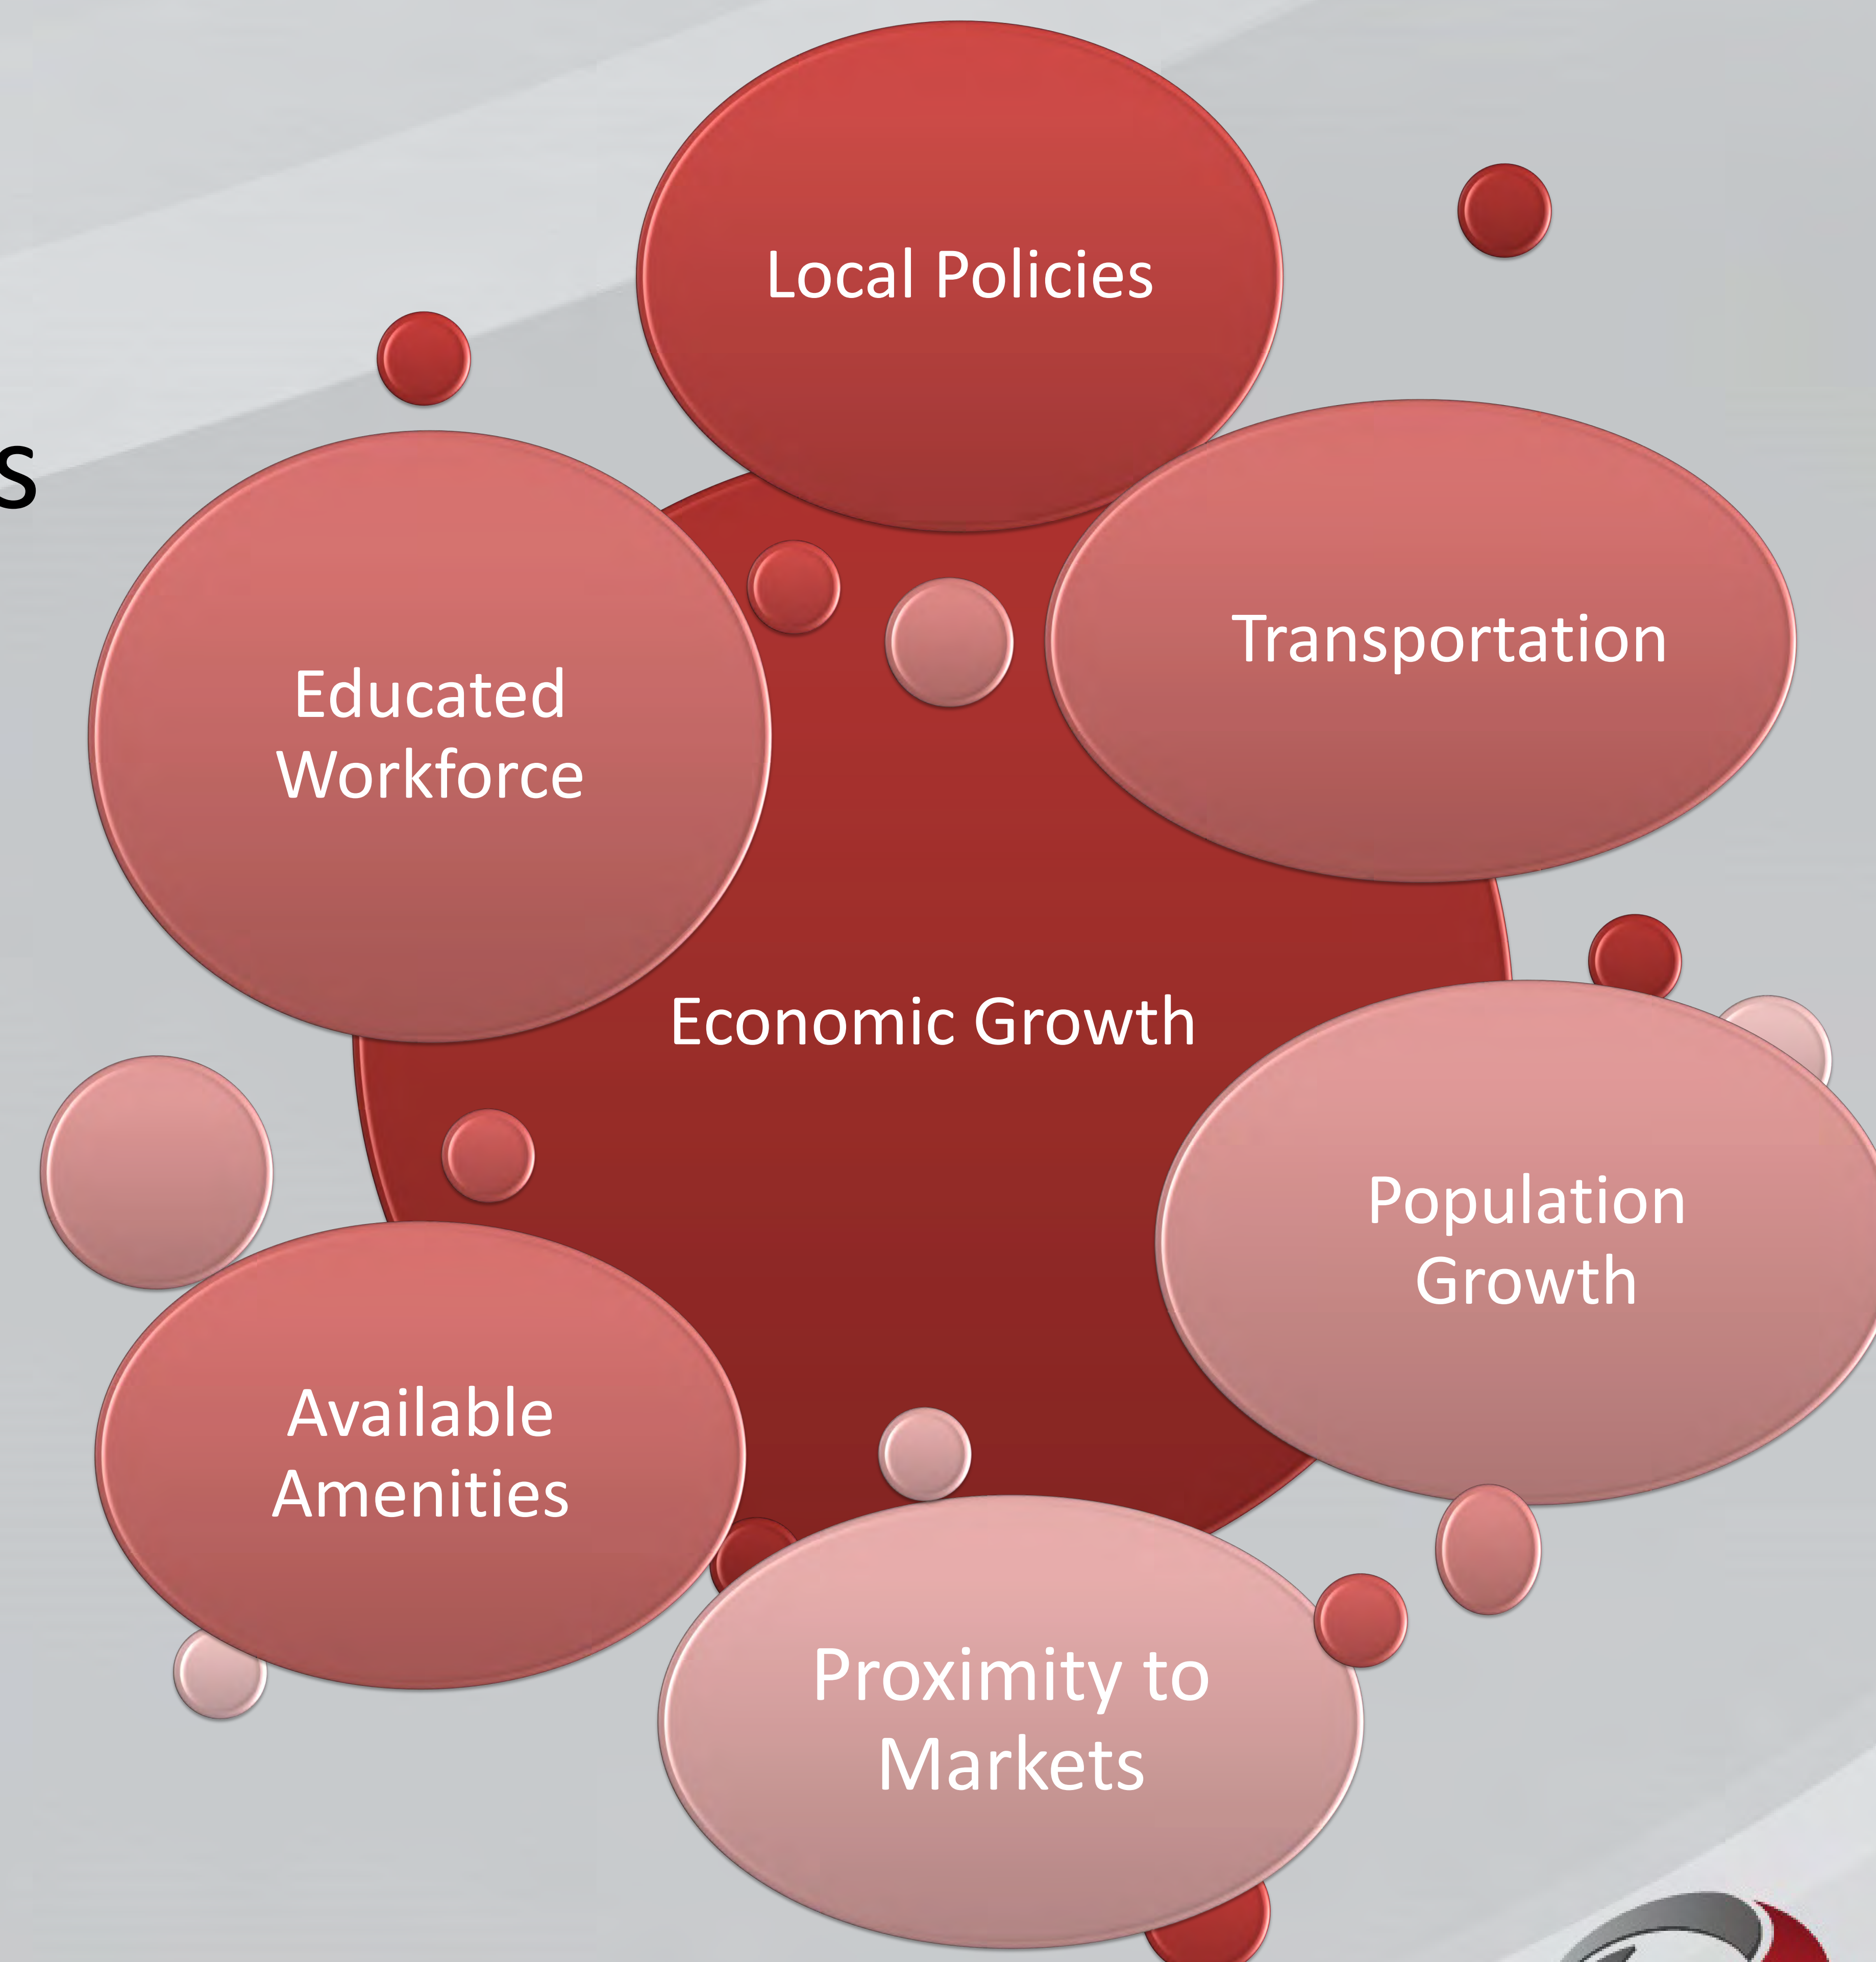 Local Policies
s
Transportation
Educated
Workforce
Economic Growth
Population
Growth
Available
Amenities
Proximity to
Markets